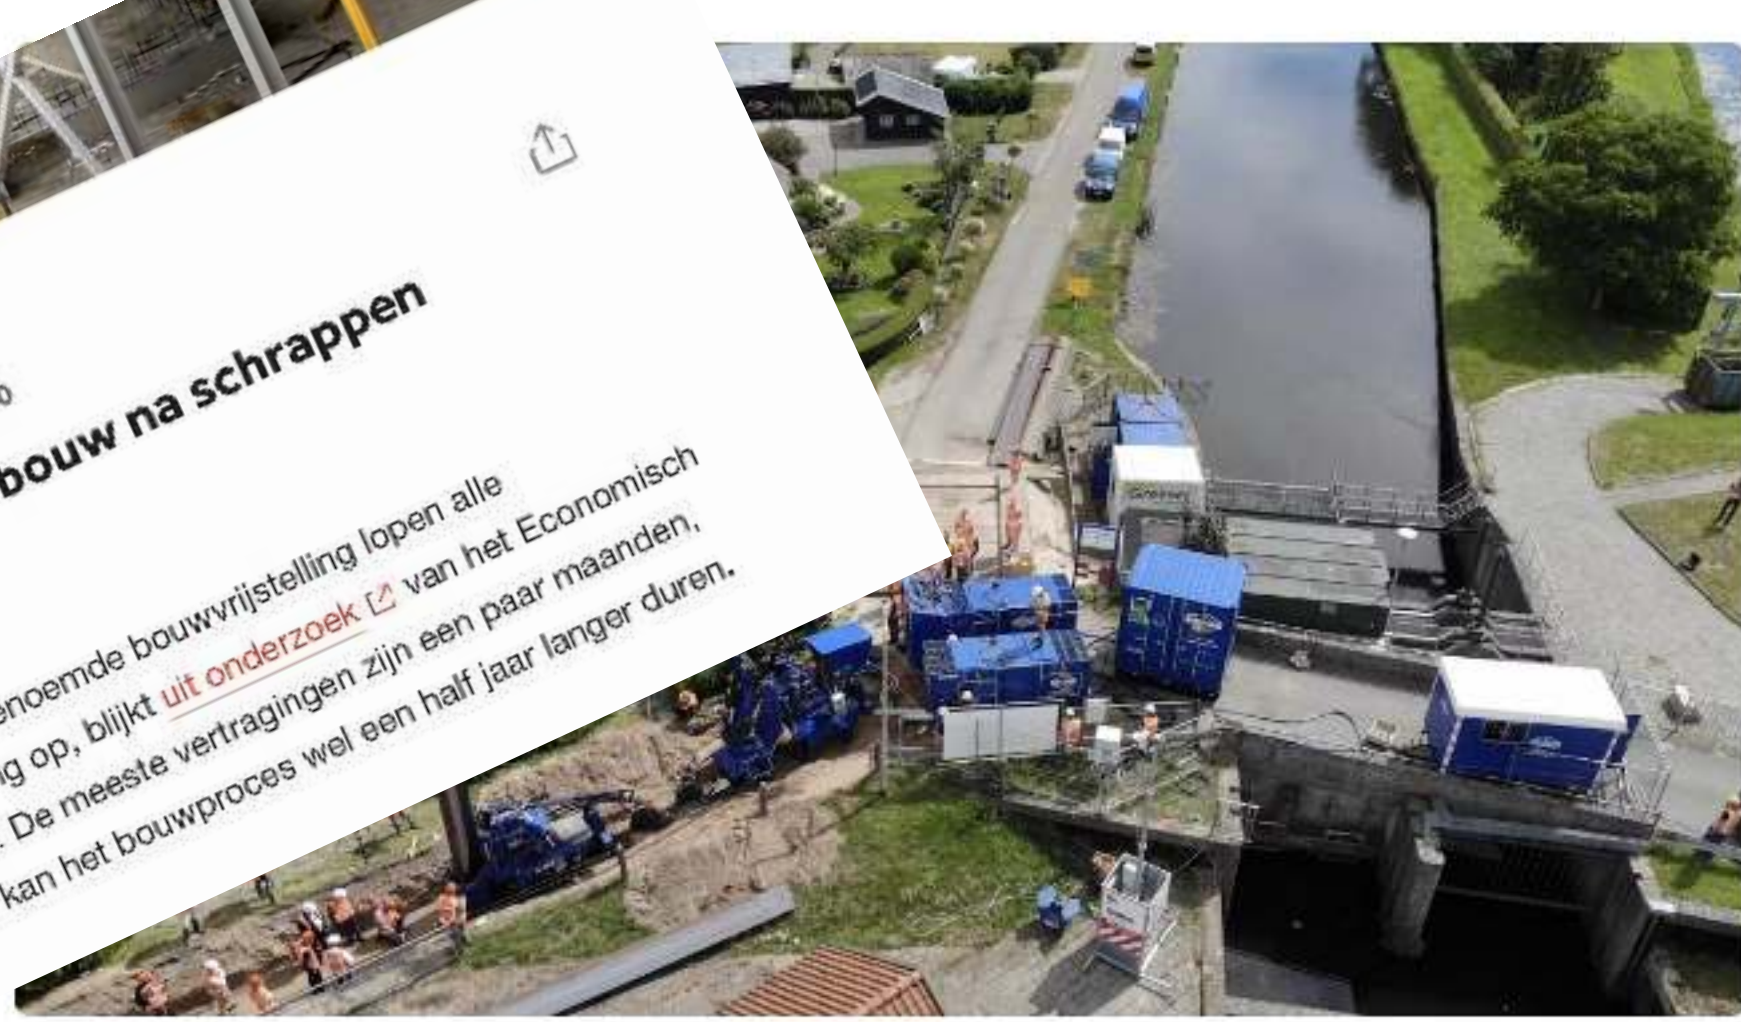 bouw na schrappen
enoemde bouwvrijstelling lopen alle
g op, blijkt uit onderzoek van het Economisch
. De meeste vertragingen zijn een paar maanden,
kan het bouwproces wel een half jaar langer duren.